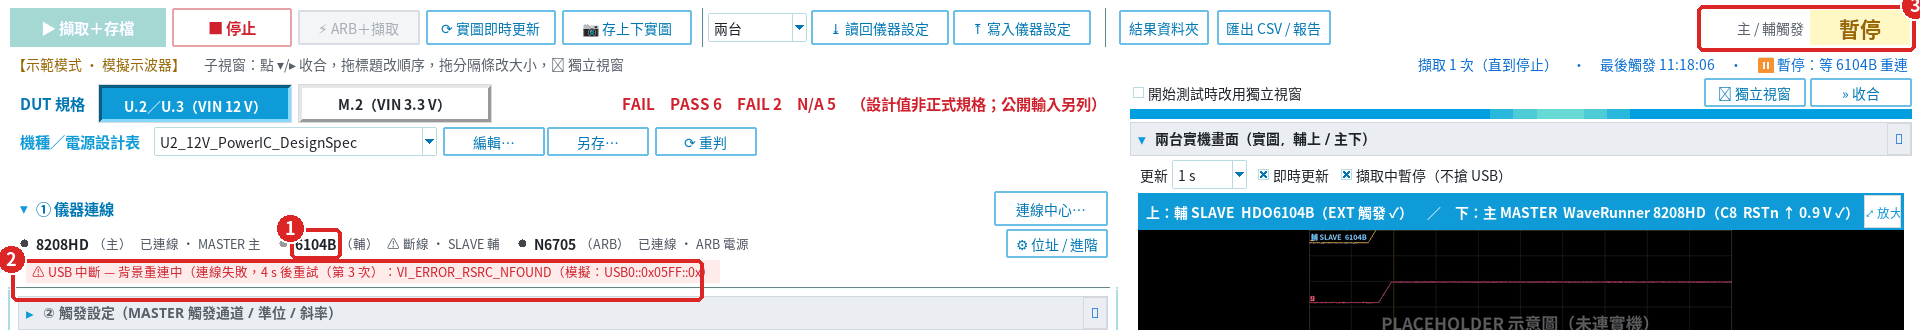 ▶ 擷取＋存檔 ■ 停止 ⚡ ARB＋擷取 ⟳ 實圖即時更新 📷 存上下實圖 兩台 ⤓ 讀回儀器設定 ⤒ 寫入儀器設定 結果資料夾 匯出 CSV / 報告 主 / 輔觸發 暫停 3
【示範模式 · 模擬示波器】 子視窗：點 ▾/▸ 收合，拖標題改順序，拖分隔條改大小， 獨立視窗 擷取 1 次（直到停止） · 最後觸發 11:18:06 · ⏸ 暫停：等 6104B 重連
DUT 規格 U.2／U.3（VIN 12 V） M.2（VIN 3.3 V） FAIL PASS 6 FAIL 2 N/A 5 （設計值非正式規格；公開輸入另列）
開始測試時改用獨立視窗 獨立視窗 » 收合
機種／電源設計表 U2_12V_PowerIC_DesignSpec 編輯… 另存… ⟳ 重判
▼ 兩台實機畫面（實圖，輔上 / 主下）
更新 1 s 即時更新 擷取中暫停（不搶 USB）
▼ ① 儀器連線 連線中心…
上：輔 SLAVE HDO6104B（EXT 觸發 ✓） ／ 下：主 MASTER WaveRunner 8208HD（C8 RSTn ↑ 0.9 V ✓） ⤢ 放大
1
● 8208HD （主） 已連線 · MASTER 主 ● 6104B （輔） ⚠ 斷線 · SLAVE 輔 ● N6705 （ARB） 已連線 · ARB 電源 ⚙ 位址 / 進階
輔 SLAVE 6104B
2
⚠ USB 中斷 — 背景重連中（連線失敗，4 s 後重試（第 3 次）：VI_ERROR_RSRC_NFOUND（模擬：USB0::0x05FF::0x
▶ ② 觸發設定（MASTER 觸發通道 / 準位 / 斜率）
PLACEHOLDER 示意圖（未連實機）